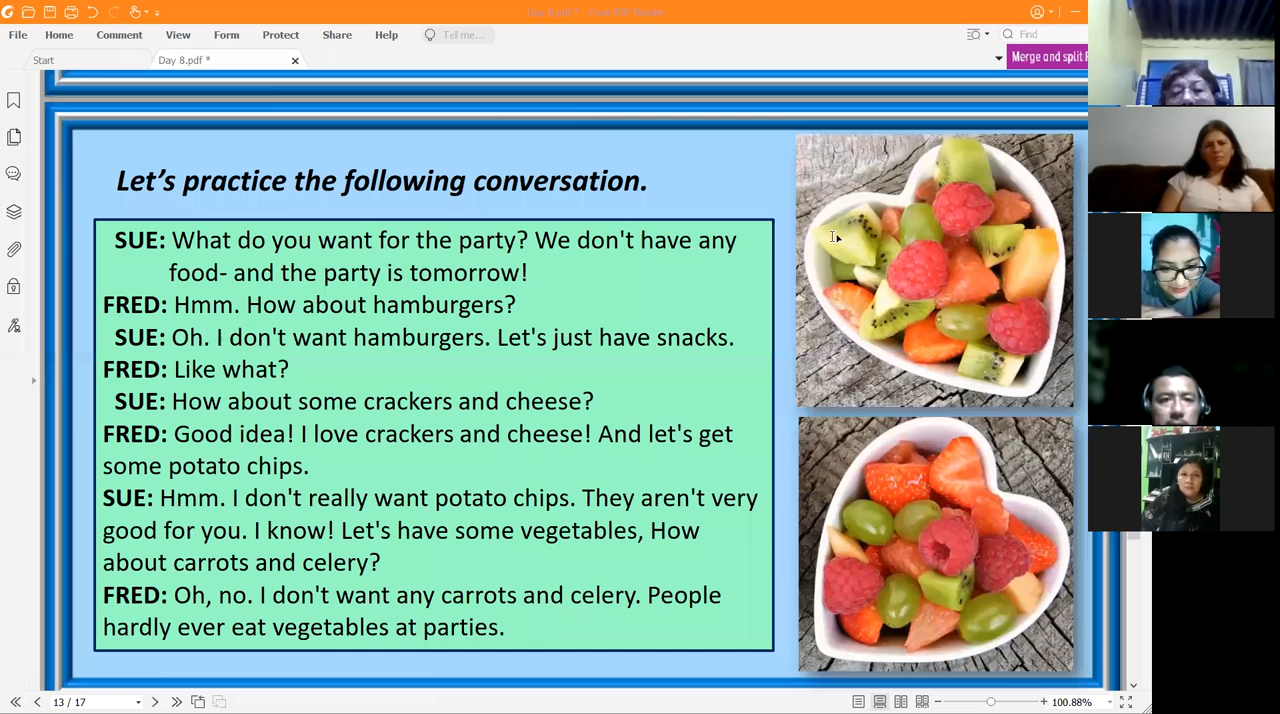 Day 8.pdf * - Foxit PDF Reader
File Home Comment View Form Protect Share Help Tell me... Find
Start Day 8.pdf * Merge and split
Let’s practice the following conversation.
SUE: What do you want for the party? We don't have any
food- and the party is tomorrow!
FRED: Hmm. How about hamburgers?
SUE: Oh. I don't want hamburgers. Let's just have snacks.
FRED: Like what?
SUE: How about some crackers and cheese?
FRED: Good idea! I love crackers and cheese! And let's get
some potato chips.
SUE: Hmm. I don't really want potato chips. They aren't very
good for you. I know! Let's have some vegetables, How
about carrots and celery?
FRED: Oh, no. I don't want any carrots and celery. People
hardly ever eat vegetables at parties.
13 / 17 100.88%